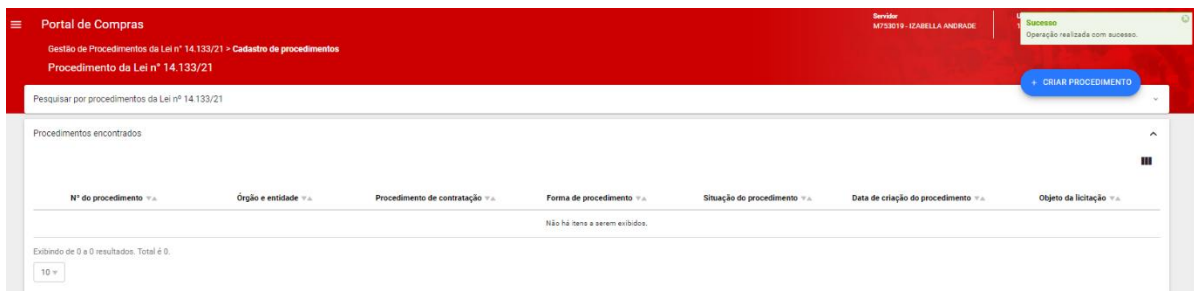 Portal de Compras
Servidor
M753019 - IZABELLA ANDRADE
Sucesso
Operação realizada com sucesso.
Gestão de Procedimentos da Lei n° 14.133/21 > Cadastro de procedimentos
Procedimento da Lei n° 14.133/21
+ CRIAR PROCEDIMENTO
Pesquisar por procedimentos da Lei nº 14.133/21
Procedimentos encontrados
N° do procedimento Órgão e entidade Procedimento de contratação Forma de procedimento Situação do procedimento Data de criação do procedimento Objeto da licitação
Não há itens a serem exibidos.
Exibindo de 0 a 0 resultados. Total é 0.
10